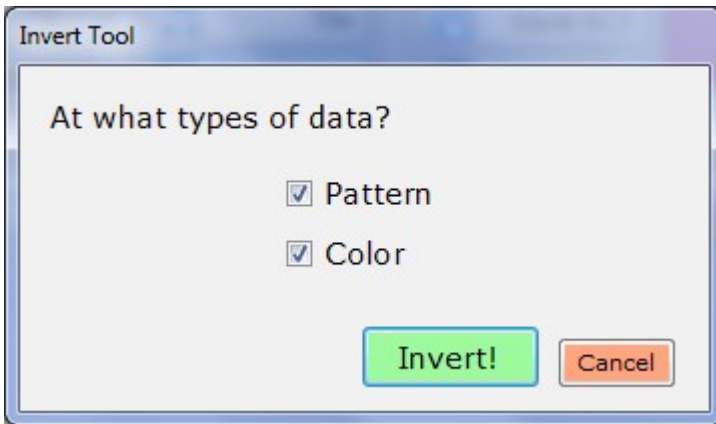 Invert Tool
At what types of data?
Pattern
Color
Invert! Cancel